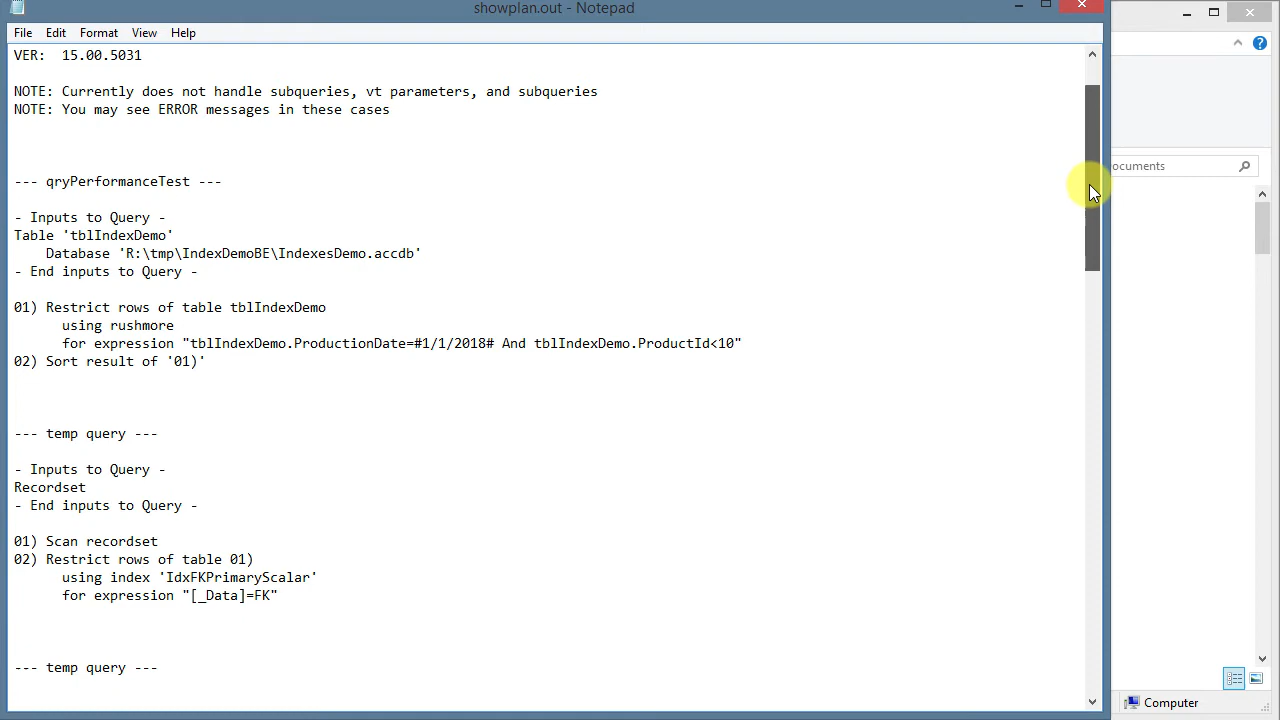 showplan.out - Notepad
File Edit Format View Help
VER:  15.00.5031
NOTE: Currently does not handle subqueries, vt parameters, and subqueries
NOTE: You may see ERROR messages in these cases
--- qryPerformanceTest ---
- Inputs to Query -
Table 'tblIndexDemo'
    Database 'R:\tmp\IndexDemoBE\IndexesDemo.accdb'
- End inputs to Query -
01) Restrict rows of table tblIndexDemo
      using rushmore
      for expression "tblIndexDemo.ProductionDate=#1/1/2018# And tblIndexDemo.ProductId<10"
02) Sort result of '01)'
--- temp query ---
- Inputs to Query -
Recordset
- End inputs to Query -
01) Scan recordset
02) Restrict rows of table 01)
      using index 'IdxFKPrimaryScalar'
      for expression "[_Data]=FK"
--- temp query ---
ocuments
Computer